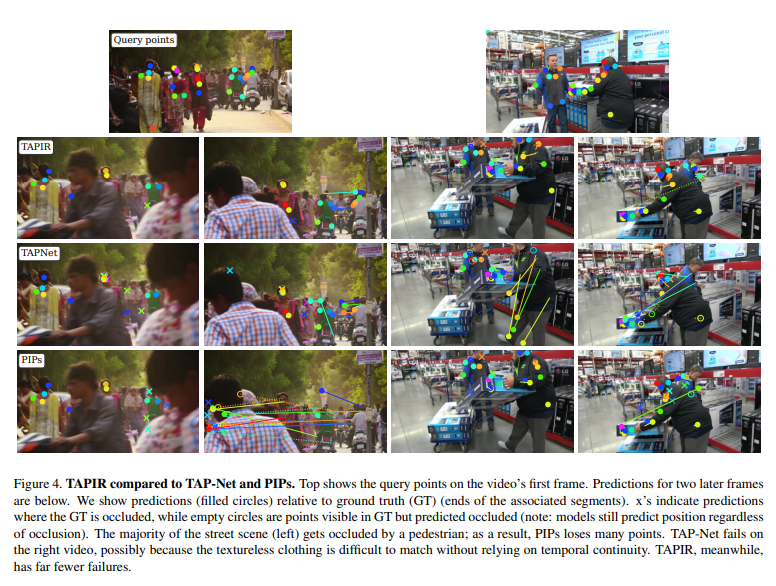 Query points
TAPIR
TAPNet
PIPs
Figure 4. TAPIR compared to TAP-Net and PIPs. Top shows the query points on the video's first frame. Predictions for two later frames
are below. We show predictions (filled circles) relative to ground truth (GT) (ends of the associated segments). x's indicate predictions
where the GT is occluded, while empty circles are points visible in GT but predicted occluded (note: models still predict position regardless
of occlusion). The majority of the street scene (left) gets occluded by a pedestrian; as a result, PIPs loses many points. TAP-Net fails on
the right video, possibly because the textureless clothing is difficult to match without relying on temporal continuity. TAPIR, meanwhile,
has far fewer failures.